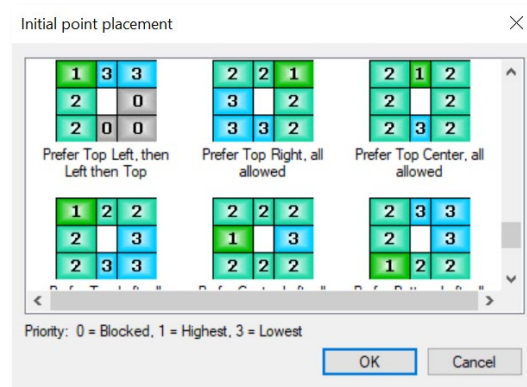 Initial point placement
1 3 3 2 2 1 2 1 2
2 0 3 2 2 2
2 0 0 3 3 2 2 3 2
Prefer Top Left, then Prefer Top Right, all Prefer Top Center, all
Left then Top allowed allowed
1 2 2 2 2 2 2 3 3
2 3 1 3 2 3
2 3 3 2 2 2 1 2 2
Priority: 0 = Blocked, 1 = Highest, 3 = Lowest
OK Cancel